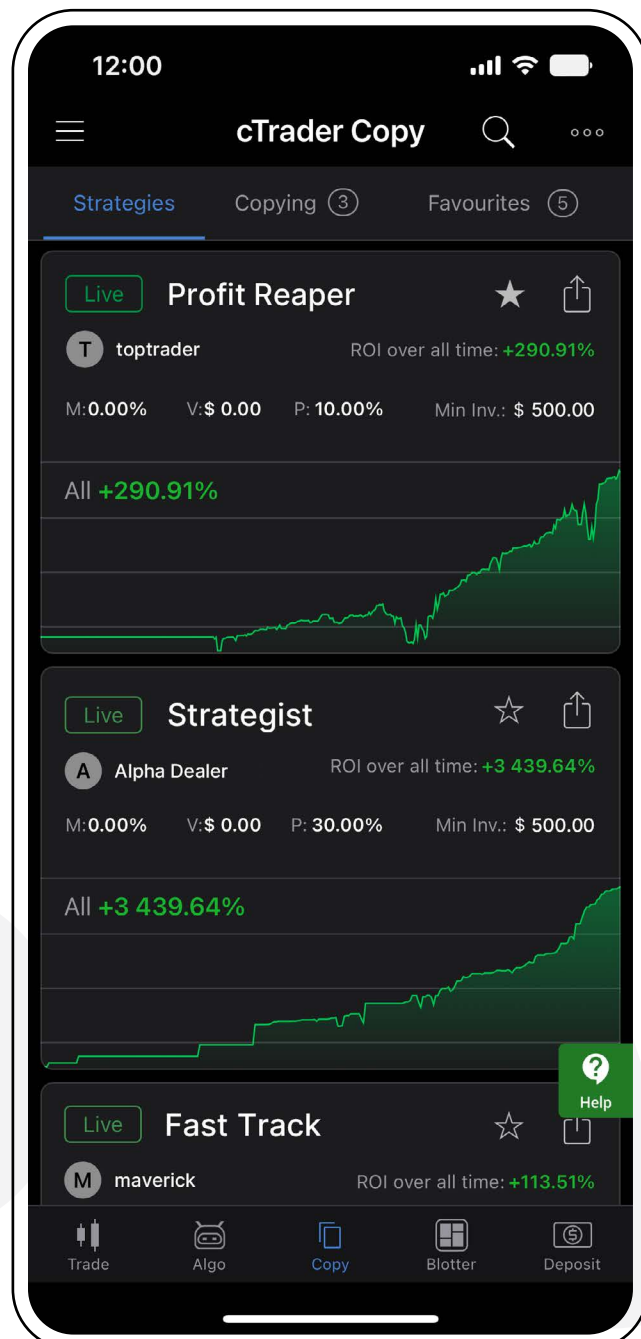 12:00
cTrader Copy
Strategies Copying 3 Favourites 5
Live Profit Reaper
T toptrader ROI over all time: +290.91%
M: 0.00% V: $ 0.00 P: 10.00% Min Inv.: $ 500.00
All +290.91%
Live Strategist
A Alpha Dealer ROI over all time: +3 439.64%
M: 0.00% V: $ 0.00 P: 30.00% Min Inv.: $ 500.00
All +3 439.64%
Help
Live Fast Track
M maverick ROI over all time: +113.51%
Trade Algo Copy Blotter Deposit